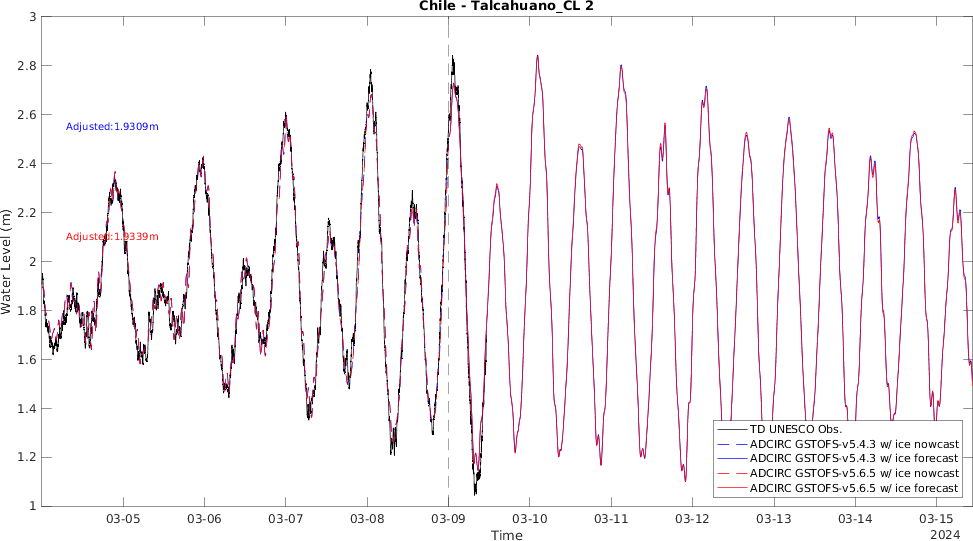 Chile - Talcahuano_CL 2
3
2.8
2.6
2.4
2.2
2
1.8
1.6
1.4
1.2
1
Water Level (m)
Adjusted:1.9309m
Adjusted:1.9339m
TD UNESCO Obs.
ADCIRC GSTOFS-v5.4.3 w/ ice nowcast
ADCIRC GSTOFS-v5.4.3 w/ ice forecast
ADCIRC GSTOFS-v5.6.5 w/ ice nowcast
ADCIRC GSTOFS-v5.6.5 w/ ice forecast
03-05 03-06 03-07 03-08 03-09 03-10 03-11 03-12 03-13 03-14 03-15
2024
Time